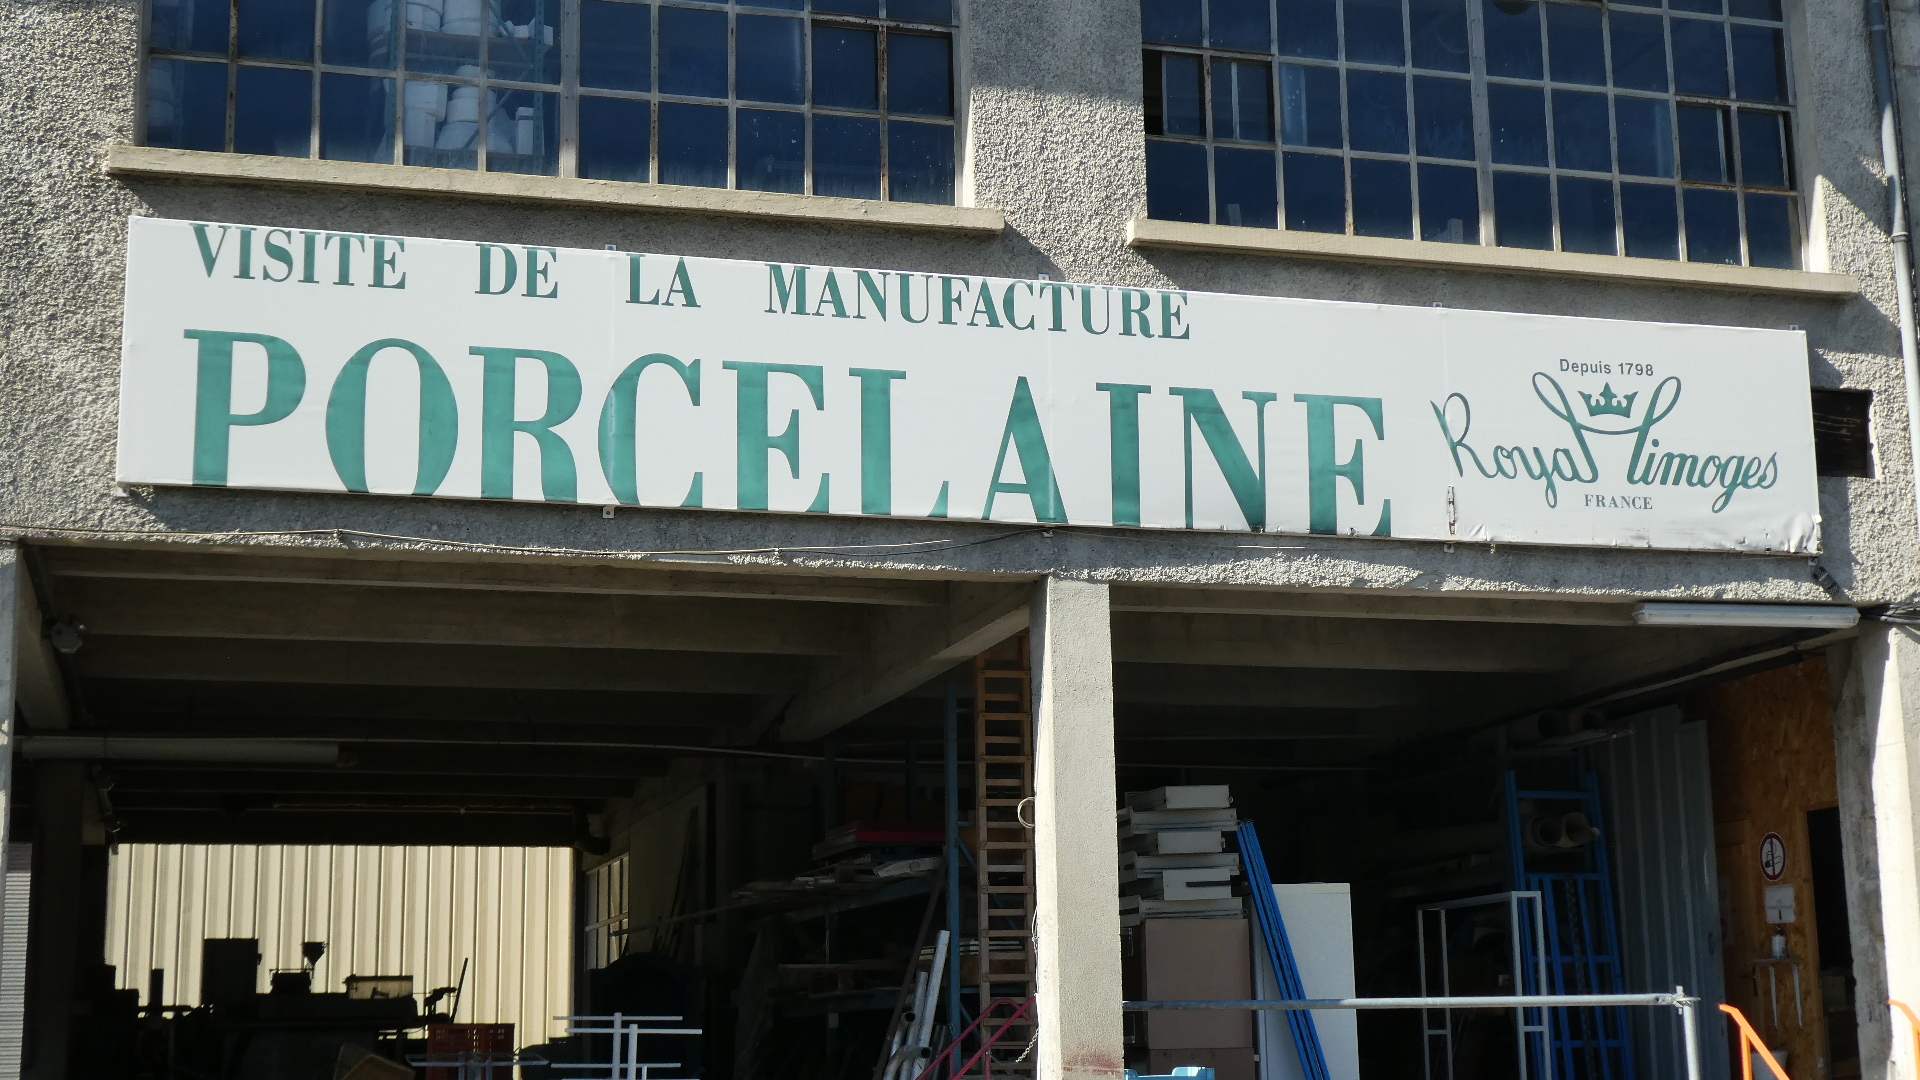 VISITE DE LA MANUFACTURE
PORCELAINE
Depuis 1798
Royal Limoges
FRANCE